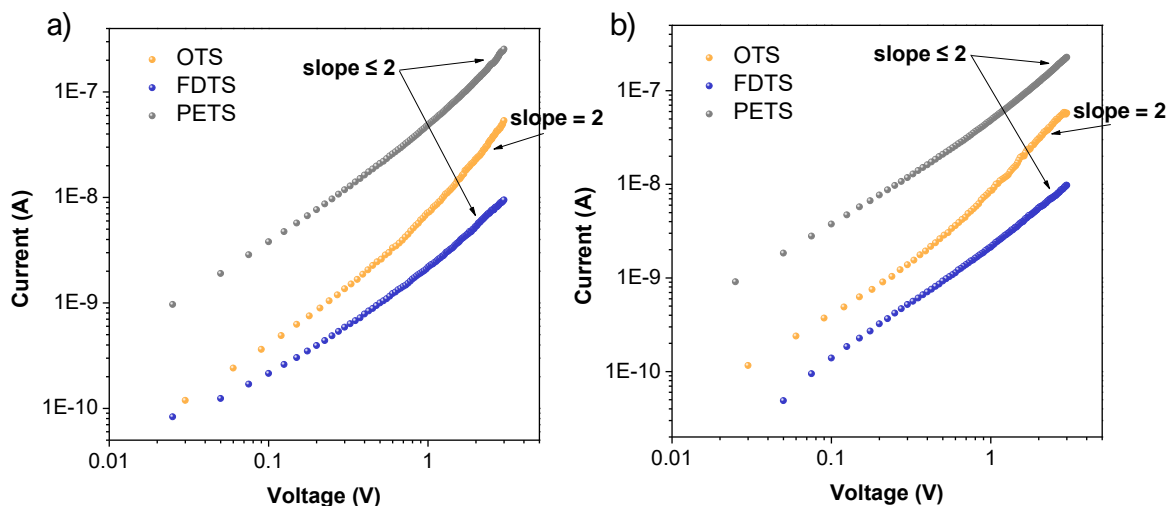 a)
OTS
FDTS
PETS
slope ≤ 2
slope = 2
1E-7
1E-8
1E-9
1E-10
Current (A)
0.01
0.1
1
Voltage (V)
b)
OTS
FDTS
PETS
slope ≤ 2
slope = 2
1E-7
1E-8
1E-9
1E-10
Current (A)
0.01
0.1
1
Voltage (V)